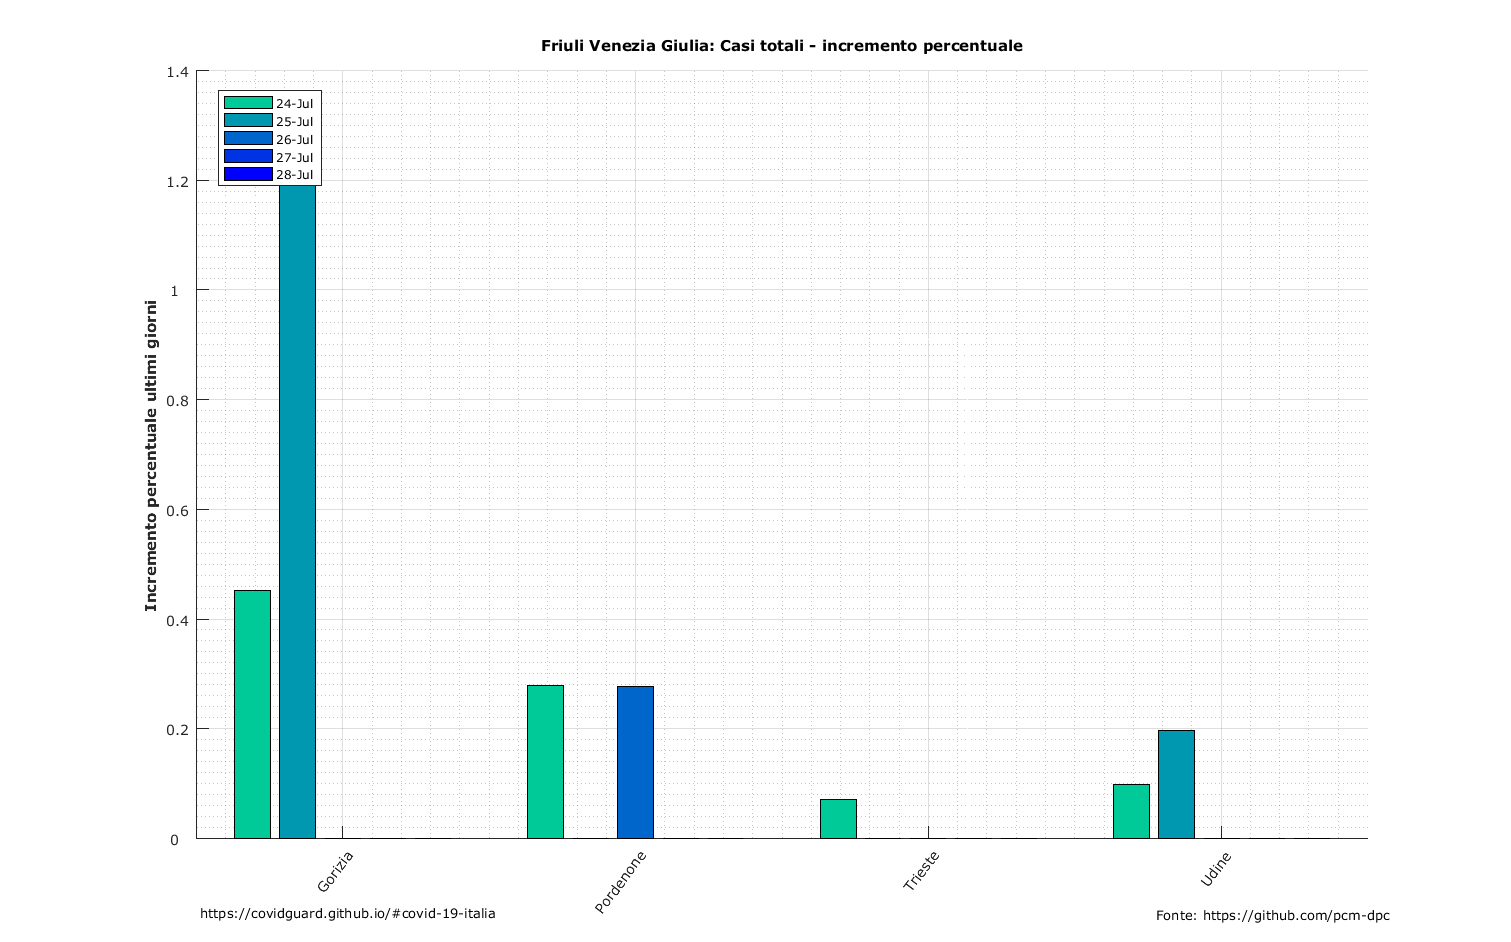 Friuli Venezia Giulia: Casi totali - incremento percentuale
Incremento percentuale ultimi giorni
1.4
1.2
1
0.8
0.6
0.4
0.2
0
24-Jul
25-Jul
26-Jul
27-Jul
28-Jul
Gorizia
Pordenone
Trieste
Udine
https://covidguard.github.io/#covid-19-italia
Fonte: https://github.com/pcm-dpc